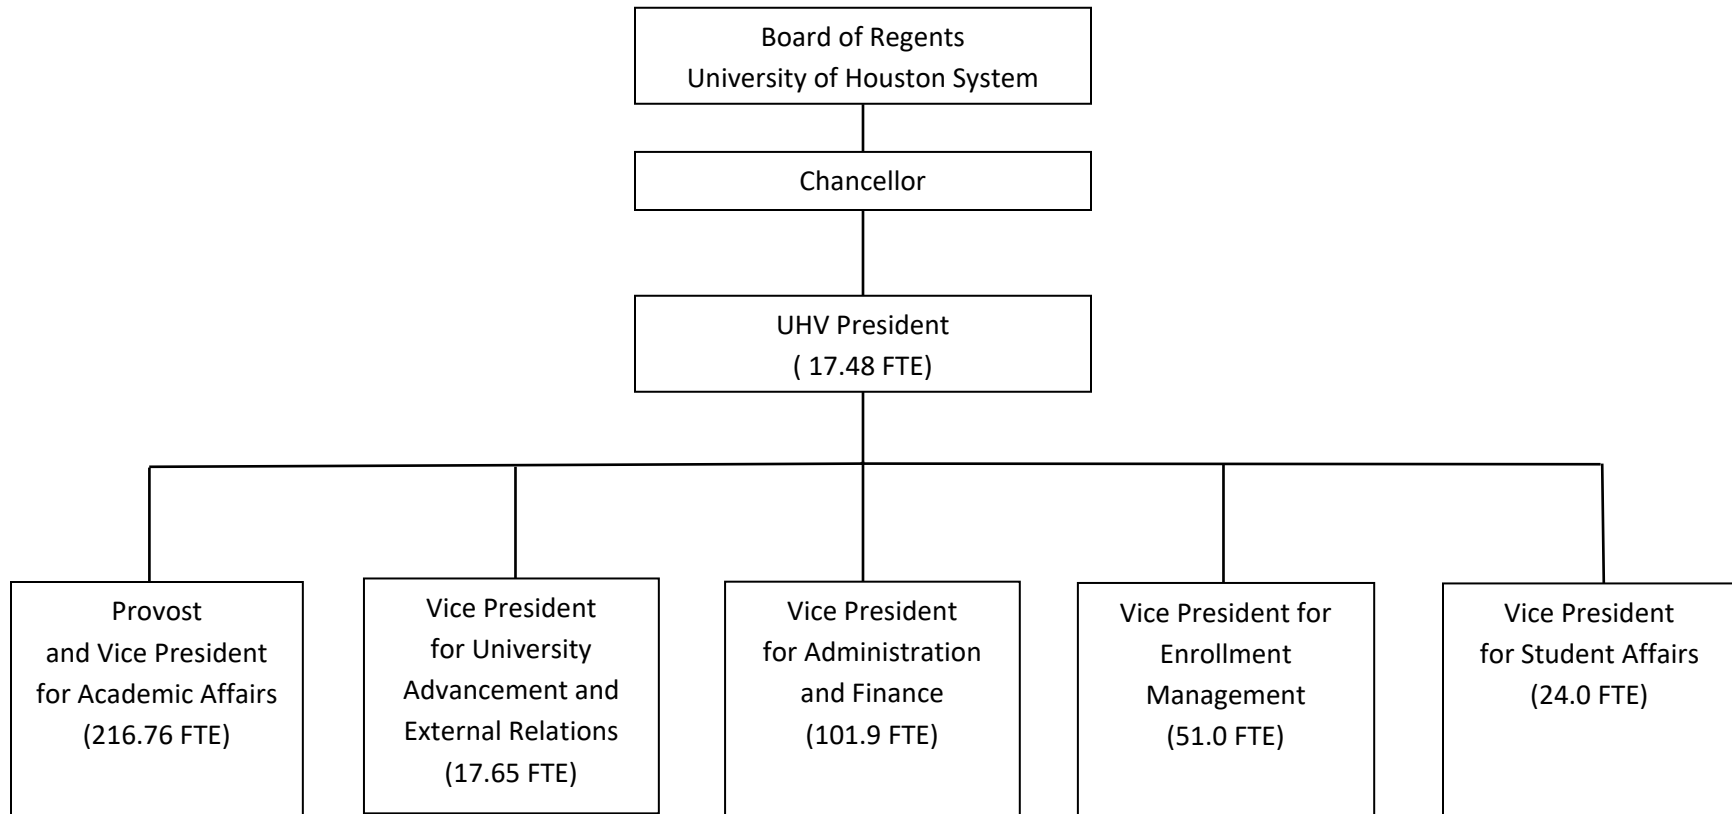 Board of Regents
University of Houston System
Chancellor
UHV President
( 17.48 FTE)
Provost
and Vice President
for Academic Affairs
(216.76 FTE)
Vice President
for University
Advancement and
External Relations
(17.65 FTE)
Vice President
for Administration
and Finance
(101.9 FTE)
Vice President for
Enrollment
Management
(51.0 FTE)
Vice President
for Student Affairs
(24.0 FTE)